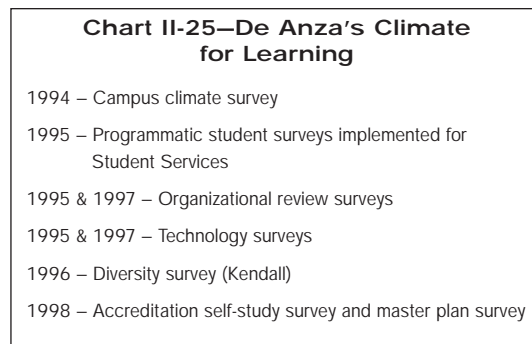 Chart II-25—De Anza's Climate
for Learning
1994 – Campus climate survey
1995 – Programmatic student surveys implemented for
Student Services
1995 & 1997 – Organizational review surveys
1995 & 1997 – Technology surveys
1996 – Diversity survey (Kendall)
1998 – Accreditation self-study survey and master plan survey